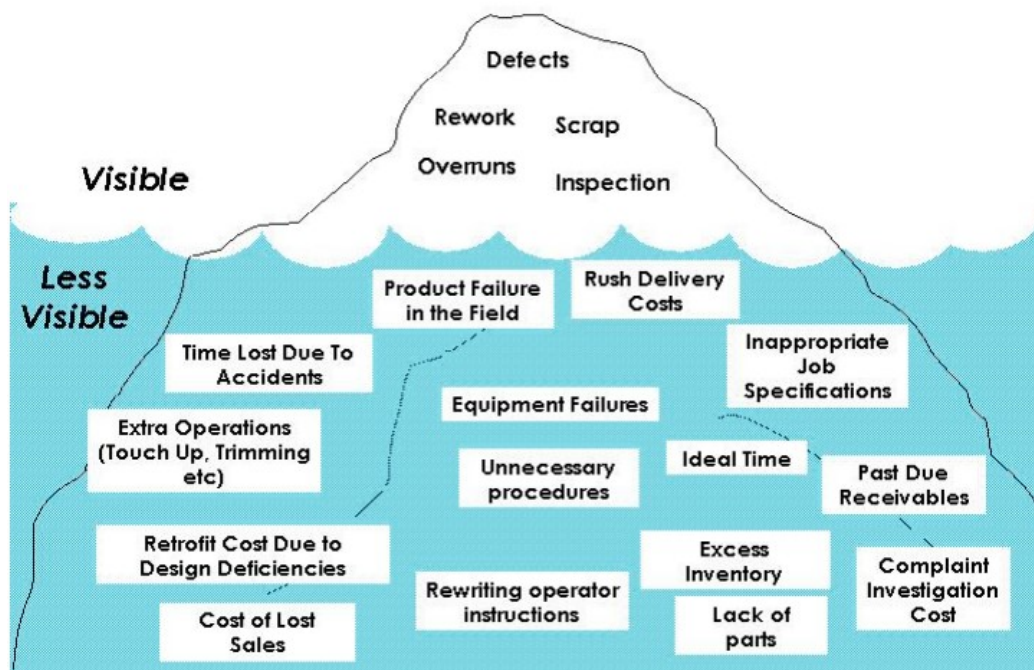 Defects
Rework
Scrap
Overruns
Inspection
Visible
Less
Visible
Product Failure
in the Field
Rush Delivery
Costs
Time Lost Due To
Accidents
Inappropriate
Job
Specifications
Equipment Failures
Extra Operations
(Touch Up, Trimming
etc)
Ideal Time
Unnecessary
procedures
Past Due
Receivables
Retrofit Cost Due to
Design Deficiencies
Excess
Inventory
Complaint
Investigation
Cost
Rewriting operator
instructions
Cost of Lost
Sales
Lack of
parts